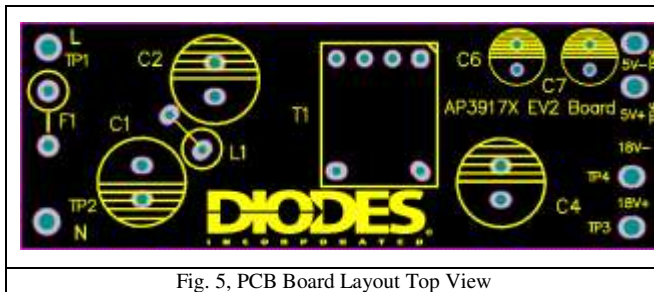 L
TP1
F1
C1
TP2
N
C2
L1
T1
DIODES
INCORPORATED
C6
C7
AP3917X EV2 Board
C4
5V-
5V+
18V-
TP4
18V+
TP3
Fig. 5, PCB Board Layout Top View